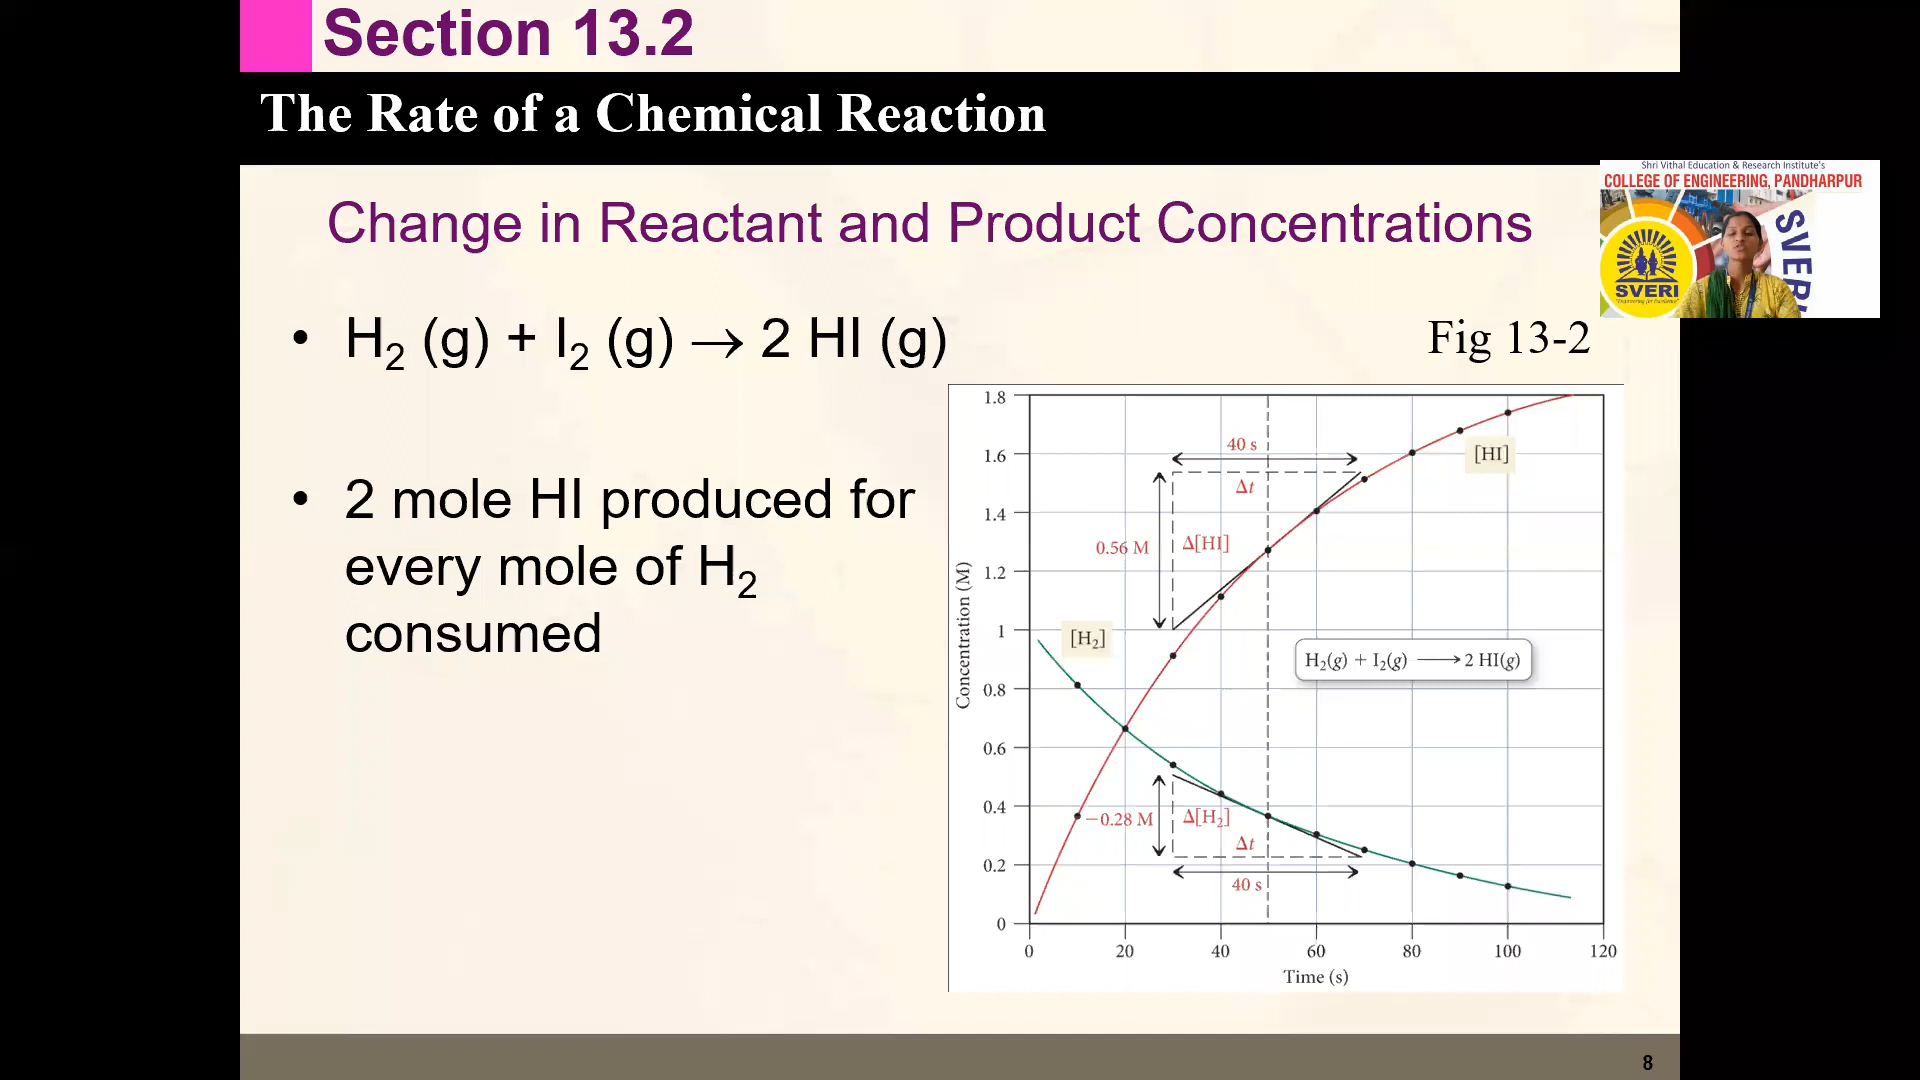 Section 13.2
The Rate of a Chemical Reaction
Shri Vithal Education & Research Institute's
COLLEGE OF ENGINEERING, PANDHARPUR
SVERI
SVERI
"Engineering for Excellence"
Change in Reactant and Product Concentrations
• H₂ (g) + I₂ (g) → 2 HI (g)
Fig 13-2
• 2 mole HI produced for
every mole of H₂
consumed
1.8
1.6
1.4
1.2
1
0.8
0.6
0.4
0.2
0
Concentration (M)
40 s
Δt
[HI]
0.56 M
Δ[HI]
[H₂]
H₂(g) + I₂(g) ⟶ 2 HI(g)
−0.28 M
Δ[H₂]
Δt
40 s
0 20 40 60 80 100 120
Time (s)
8